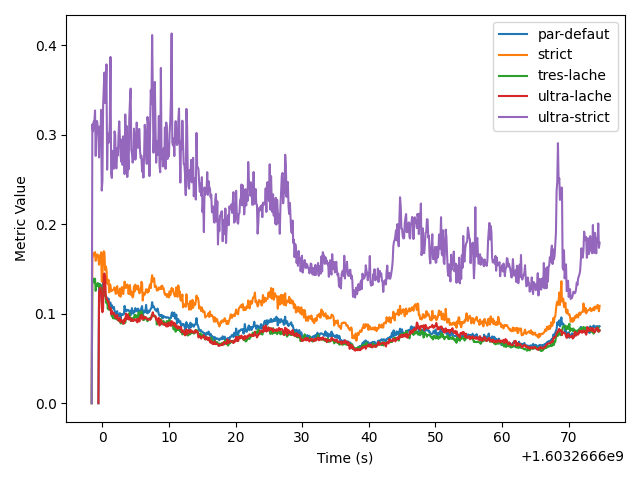 par-defaut
strict
tres-lache
ultra-lache
ultra-strict
Metric Value
0.4
0.3
0.2
0.1
0.0
0 10 20 30 40 50 60 70
Time (s)
+1.6032666e9